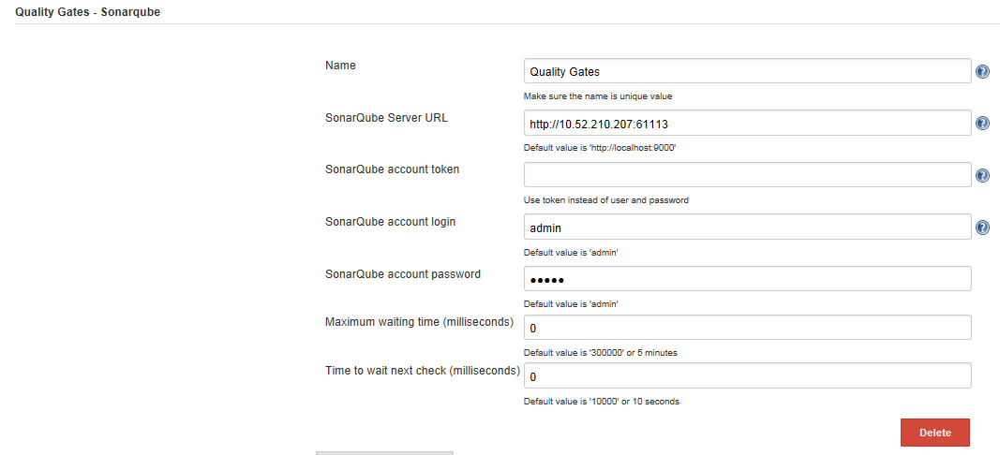 Quality Gates - Sonarqube
Name
Quality Gates
Make sure the name is unique value
SonarQube Server URL
http://10.52.210.207:61113
Default value is 'http://localhost:9000'
SonarQube account token
Use token instead of user and password
SonarQube account login
admin
Default value is 'admin'
SonarQube account password
•••••
Default value is 'admin'
Maximum waiting time (milliseconds)
0
Default value is '300000' or 5 minutes
Time to wait next check (milliseconds)
0
Default value is '10000' or 10 seconds
Delete